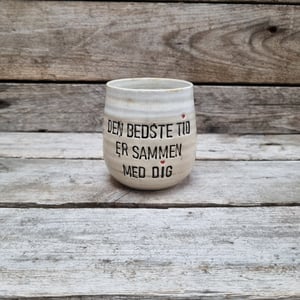 DEN BEDSTE TID
ER SAMMEN
MED DIG